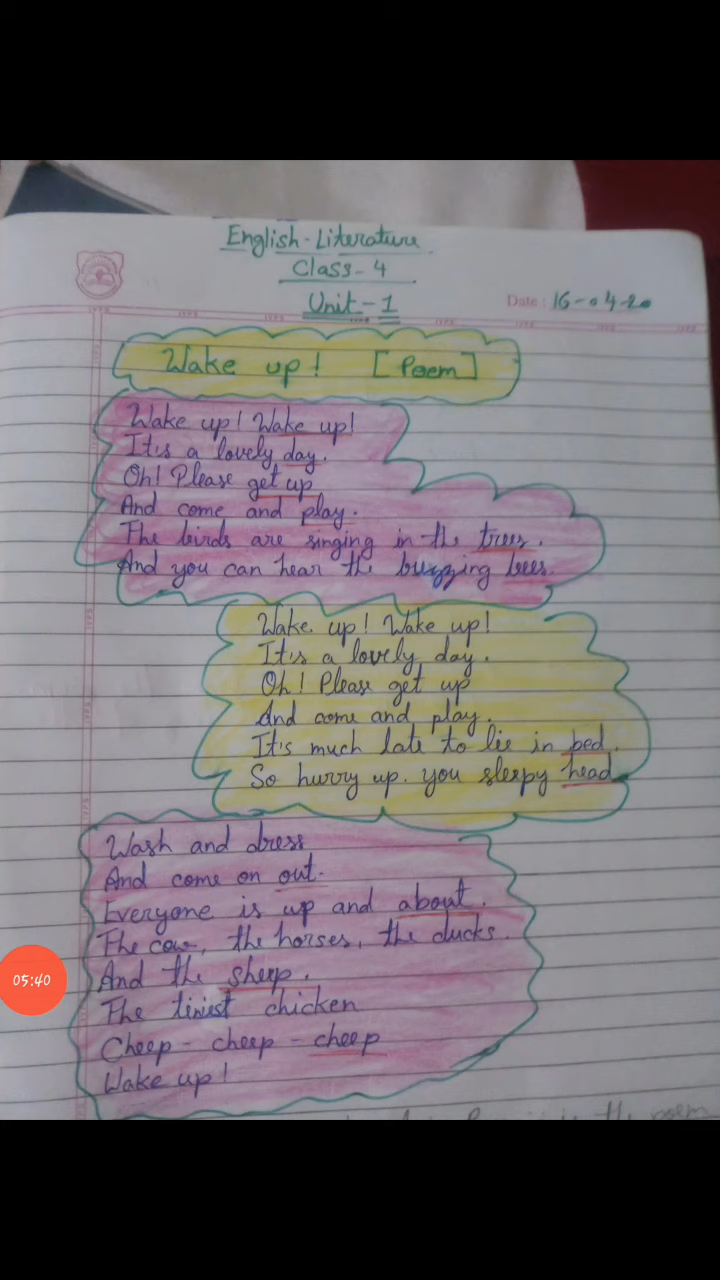 English-Literature
Class-4
Unit-1
Date: 16-04-20
Wake up! [Poem]
Wake up! Wake up!
It's a lovely day.
Oh! Please get up
And come and play.
The birds are singing in the trees.
And you can hear the buzzing bees.
Wake up! Wake up!
It's a lovely day.
Oh! Please get up
And come and play.
It's much late to lie in bed.
So hurry up. you sleepy head
Wash and dress
And come on out.
Everyone is up and about.
The cow, the horses, the ducks
And the sheep.
The tiniest chicken
Cheep - cheep - cheep
Wake up!
05:40
in the poem